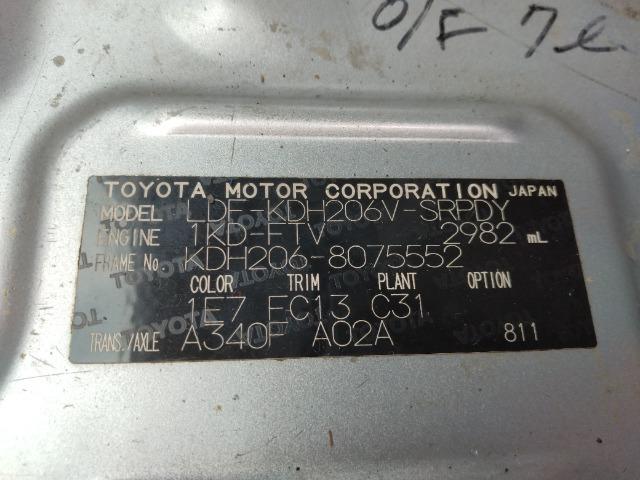 O/F 7ℓ
TOYOTA MOTOR CORPORATION JAPAN
MODEL LDF-KDH206V-SRPDY
ENGINE 1KD-FTV 2982 mL
FRAME No. KDH206-8075552
COLOR TRIM PLANT OPTION
1E7 FC13 C31
TRANS./AXLE A340F A02A 811